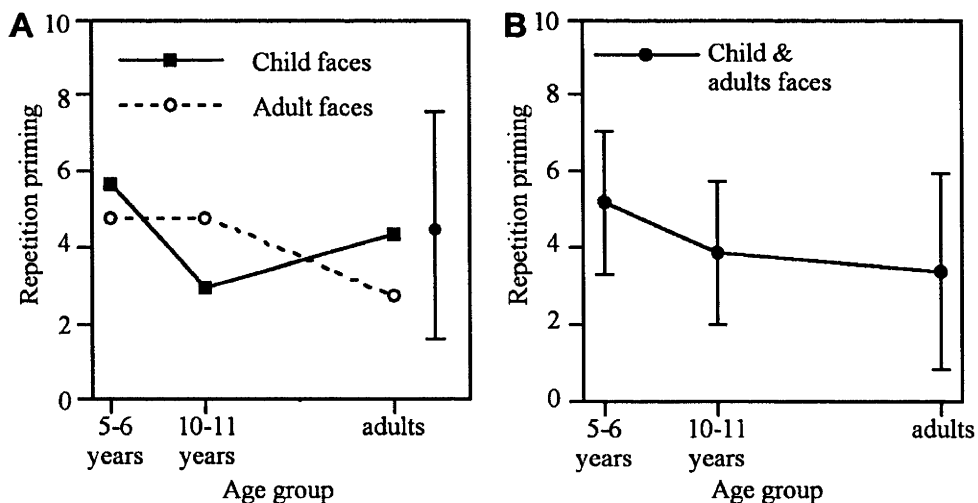 A
10
8
6
4
2
0
Repetition priming
Child faces
Adult faces
5-6
years
10-11
years
adults
Age group
B
10
8
6
4
2
0
Repetition priming
Child &
adults faces
5-6
years
10-11
years
adults
Age group